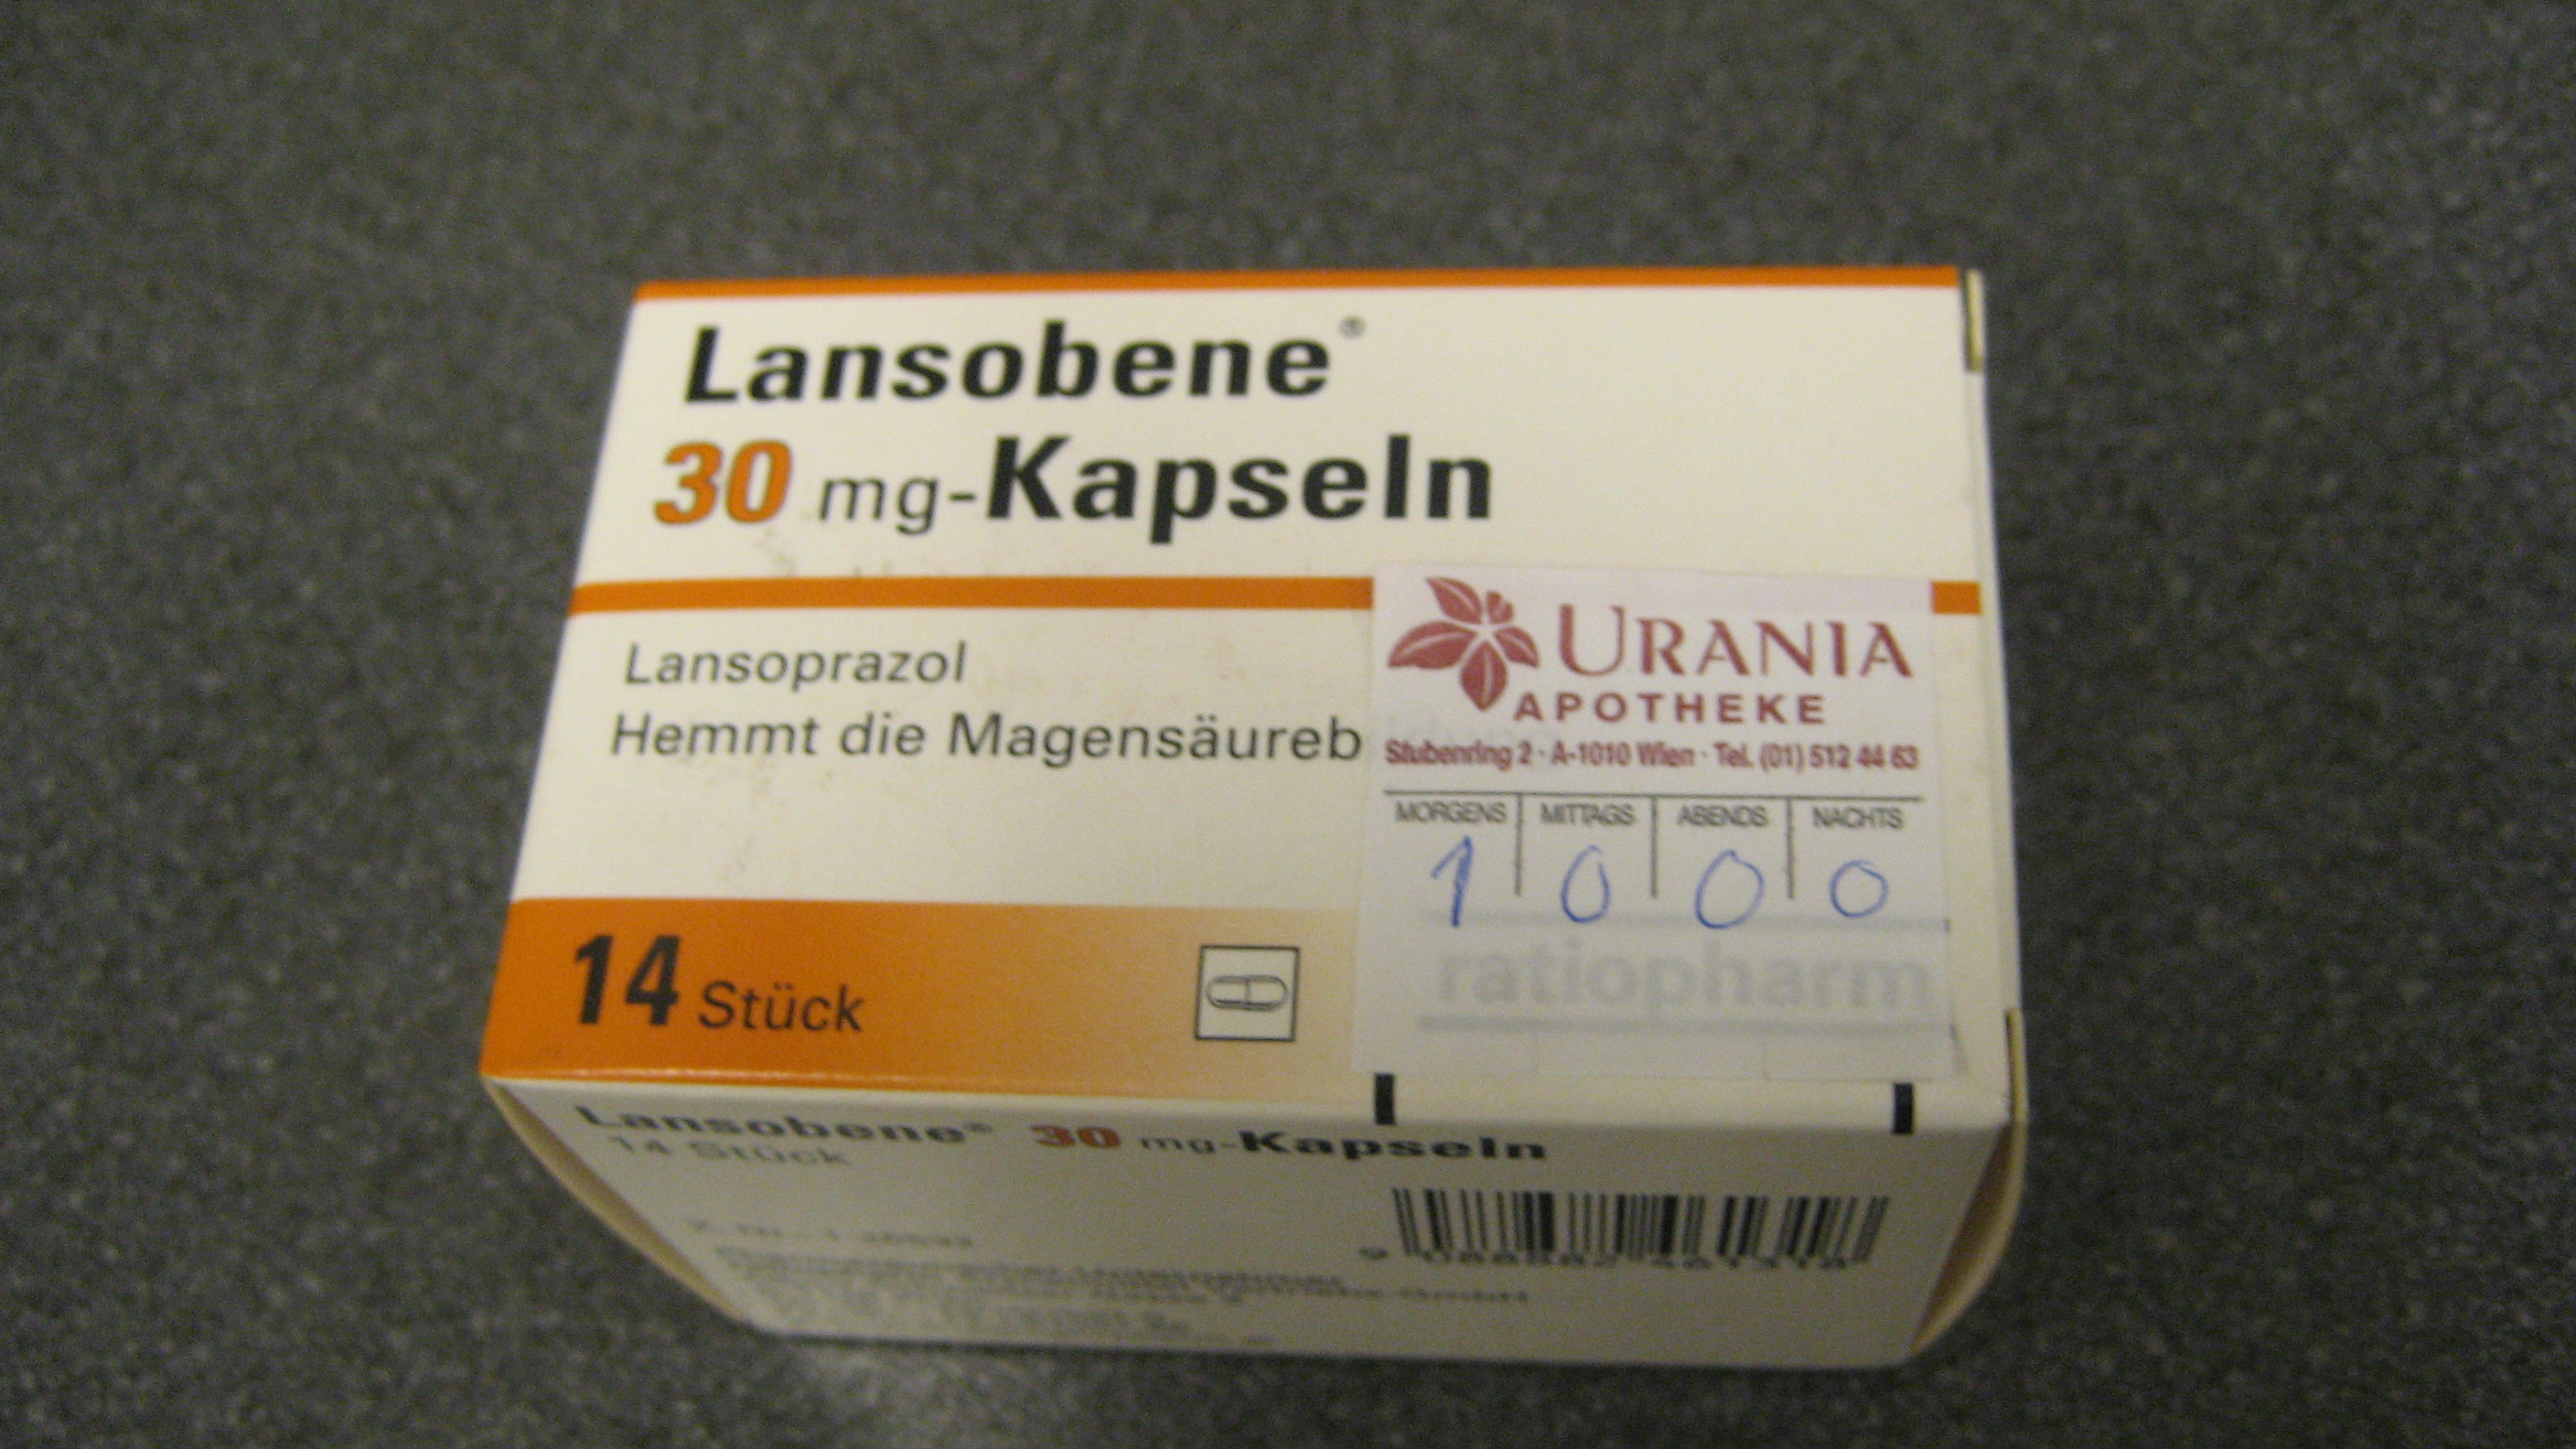 Lansobene®
30 mg-Kapseln
Lansoprazol
Hemmt die Magensäureb
URANIA
APOTHEKE
Stubenring 2 · A-1010 Wien · Tel. (01) 512 44 63
MORGENS MITTAGS ABENDS NACHTS
1 0 0 0
ratiopharm
14 Stück
Lansobene® 30 mg-Kapseln
14 Stück